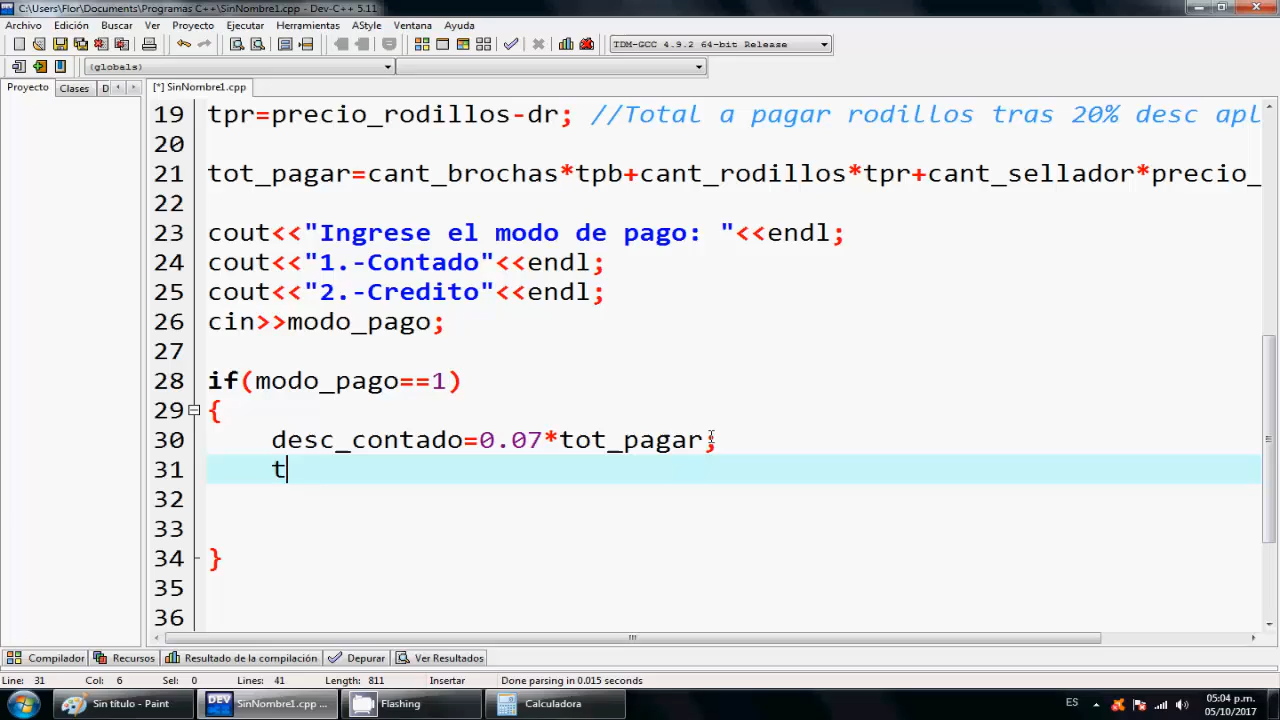 C:\Users\Flor\Documents\Programas C++\SinNombre1.cpp - Dev-C++ 5.11
Archivo Edición Buscar Ver Proyecto Ejecutar Herramientas AStyle Ventana Ayuda
TDM-GCC 4.9.2 64-bit Release
(globals)
Proyecto Clases D [*] SinNombre1.cpp
19 tpr=precio_rodillos-dr; //Total a pagar rodillos tras 20% desc apl
20
21 tot_pagar=cant_brochas*tpb+cant_rodillos*tpr+cant_sellador*precio_
22
23 cout<<"Ingrese el modo de pago: "<<endl;
24 cout<<"1.-Contado"<<endl;
25 cout<<"2.-Credito"<<endl;
26 cin>>modo_pago;
27
28 if(modo_pago==1)
29 {
30 desc_contado=0.07*tot_pagar;
31 t
32
33
34 }
35
36
Compilador Recursos Resultado de la compilación Depurar Ver Resultados
Line: 31 Col: 6 Sel: 0 Lines: 41 Length: 811 Insertar Done parsing in 0.015 seconds
Sin título - Paint DEV SinNombre1.cpp ... Flashing Calculadora ES 05:04 p.m.
05/10/2017